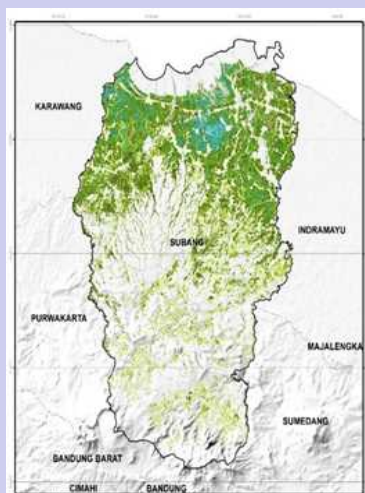 KARAWANG
INDRAMAYU
SUBANG
PURWAKARTA
MAJALENGKA
SUMEDANG
BANDUNG BARAT
CIMAHI
BANDUNG